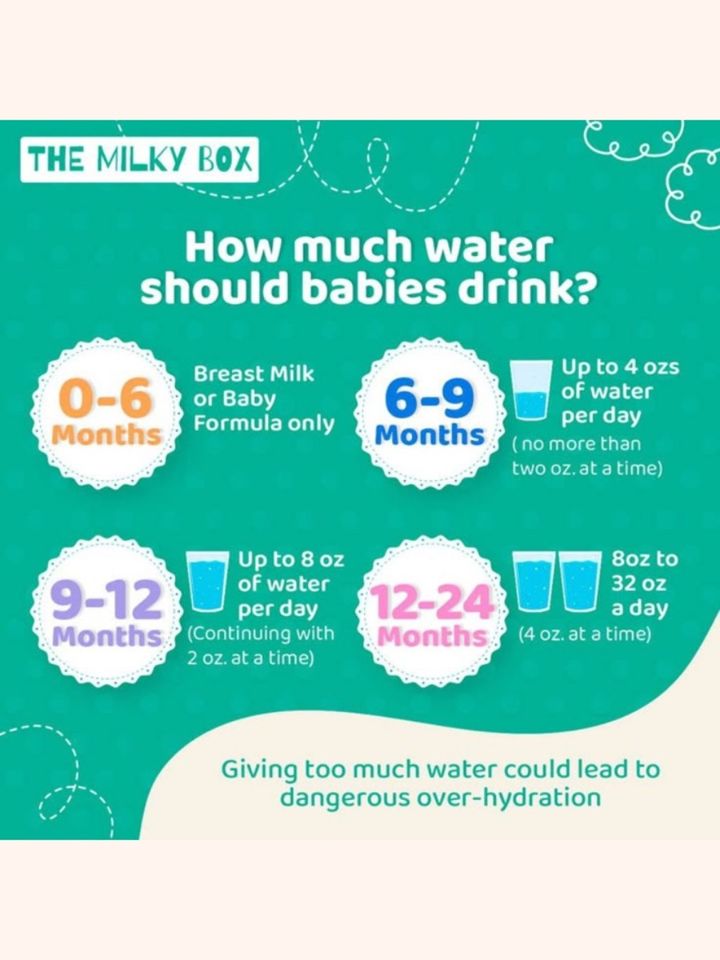 THE MILKY BOX
How much water
should babies drink?
0-6
Months
Breast Milk
or Baby
Formula only
6-9
Months
Up to 4 ozs
of water
per day
( no more than
two oz. at a time)
9-12
Months
Up to 8 oz
of water
per day
(Continuing with
2 oz. at a time)
12-24
Months
8oz to
32 oz
a day
(4 oz. at a time)
Giving too much water could lead to
dangerous over-hydration